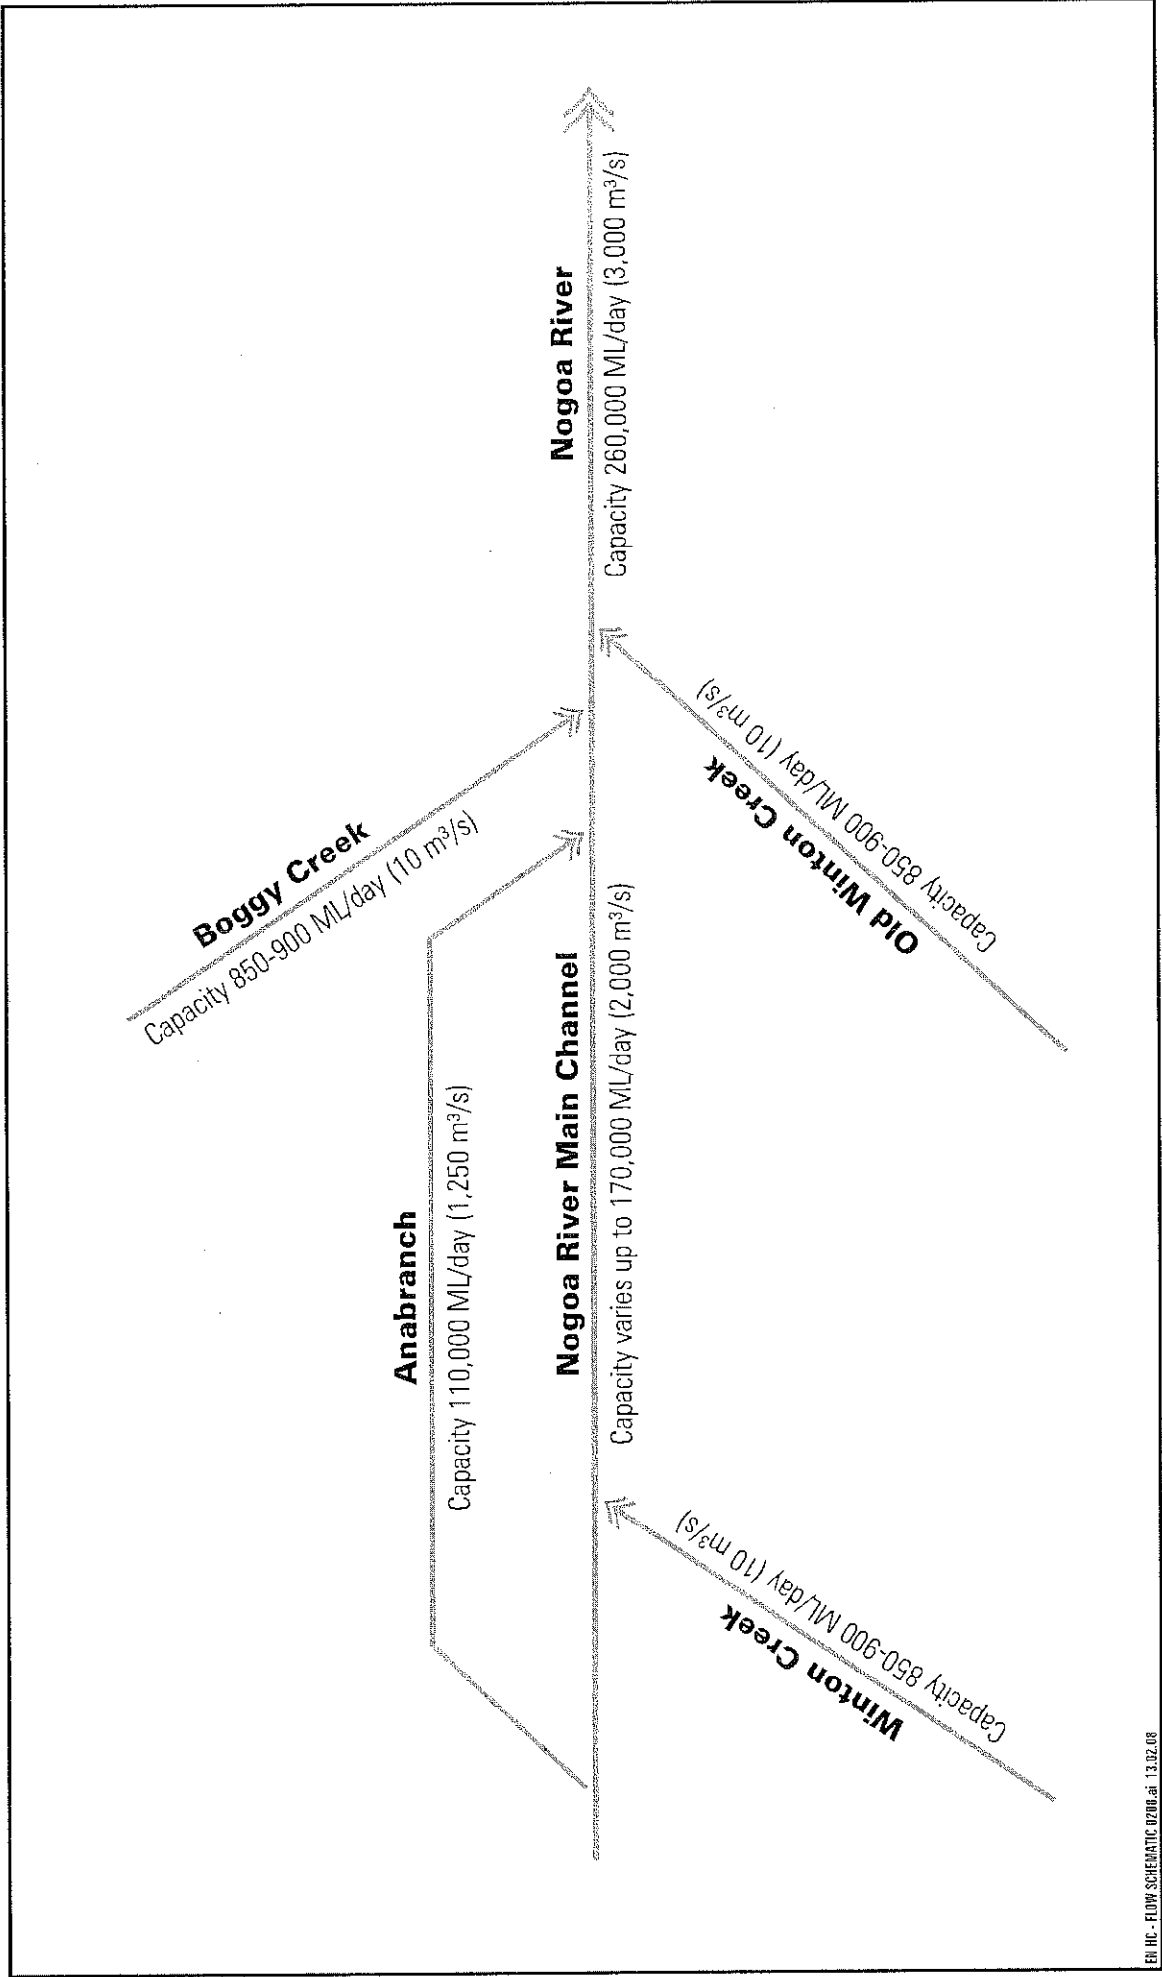 Boggy Creek
Capacity 850-900 ML/day (10 m³/s)
Anabranch
Capacity 110,000 ML/day (1,250 m³/s)
Nogoa River Main Channel
Capacity varies up to 170,000 ML/day (2,000 m³/s)
Nogoa River
Capacity 260,000 ML/day (3,000 m³/s)
Winton Creek
Capacity 850-900 ML/day (10 m³/s)
Old Winton Creek
Capacity 850-900 ML/day (10 m³/s)
EN HC - FLOW SCHEMATIC 0208.ai 13.02.08